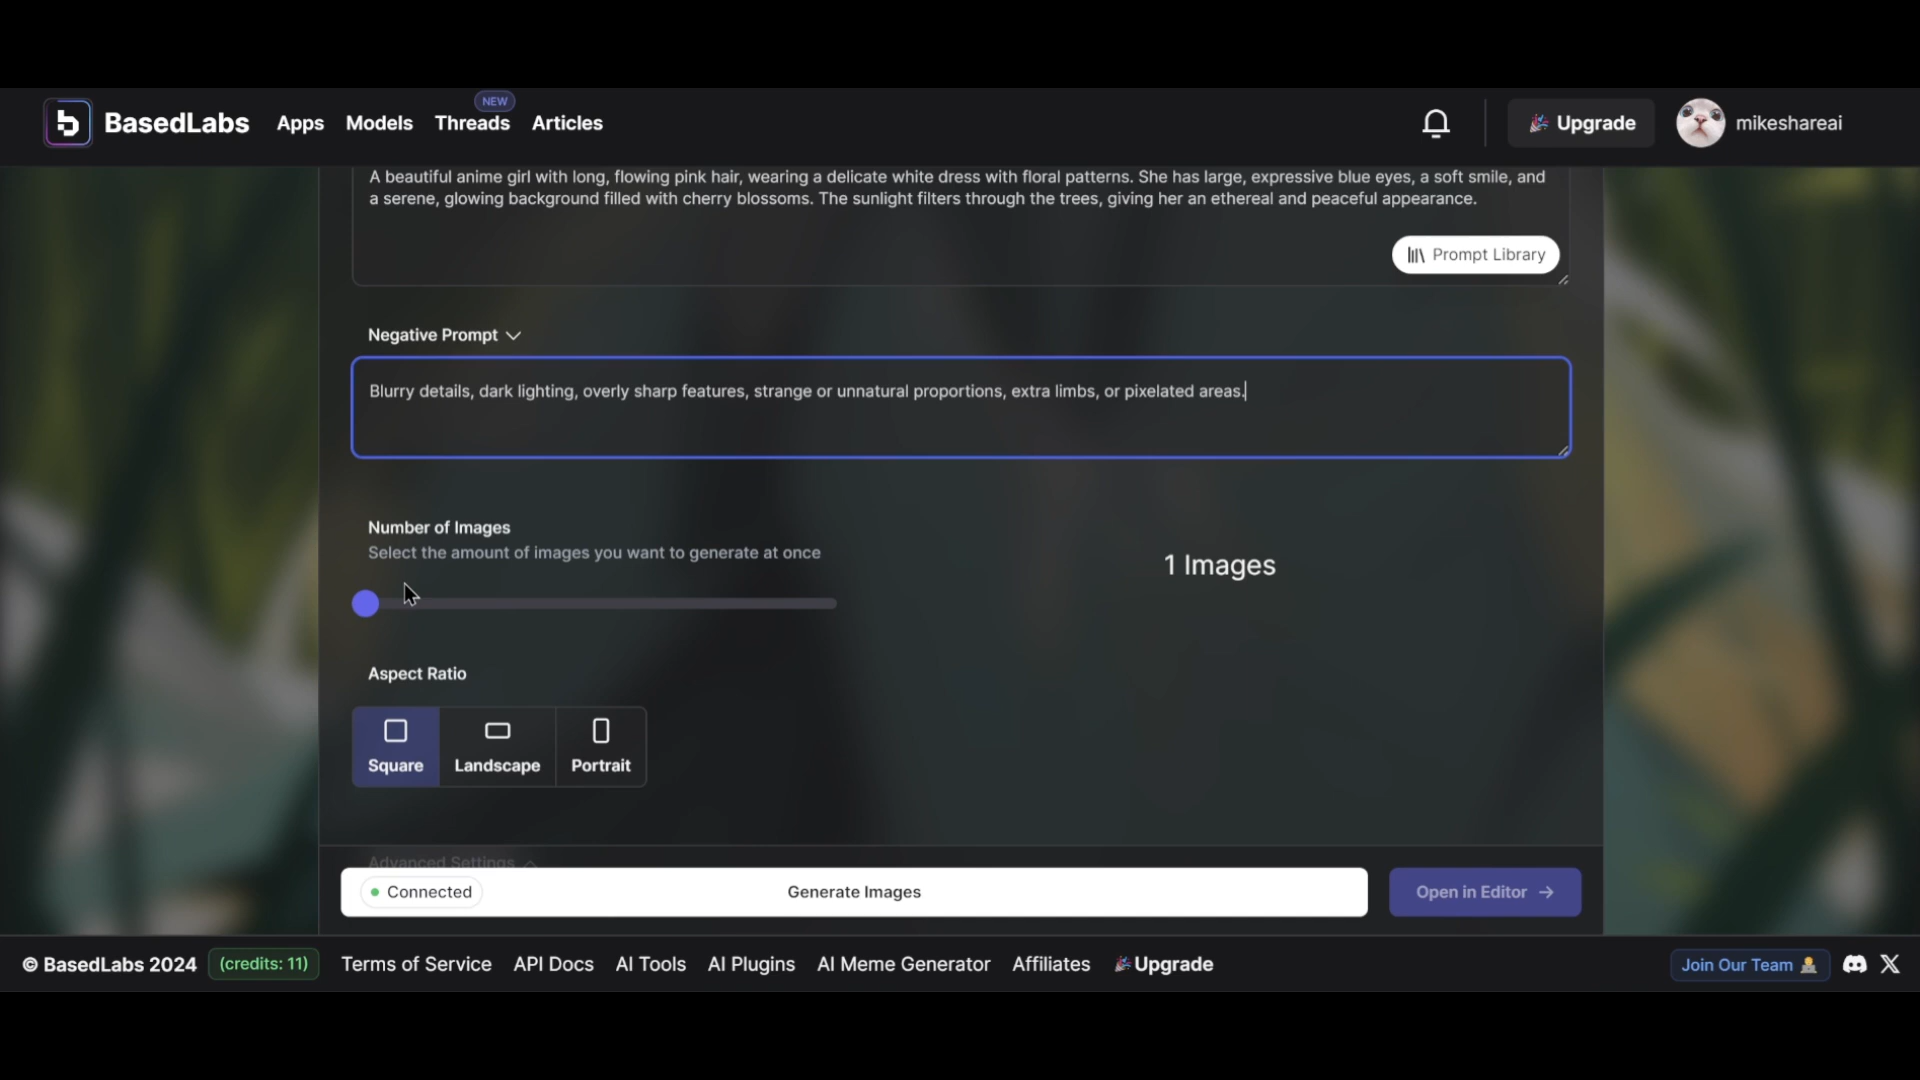 BasedLabs Apps Models Threads NEW Articles Upgrade mikeshareai
A beautiful anime girl with long, flowing pink hair, wearing a delicate white dress with floral patterns. She has large, expressive blue eyes, a soft smile, and
a serene, glowing background filled with cherry blossoms. The sunlight filters through the trees, giving her an ethereal and peaceful appearance.
Prompt Library
Negative Prompt
Blurry details, dark lighting, overly sharp features, strange or unnatural proportions, extra limbs, or pixelated areas.
Number of Images
Select the amount of images you want to generate at once
1 Images
Aspect Ratio
Square Landscape Portrait
Advanced Settings
Connected Generate Images Open in Editor →
© BasedLabs 2024 (credits: 11) Terms of Service API Docs AI Tools AI Plugins AI Meme Generator Affiliates Upgrade Join Our Team